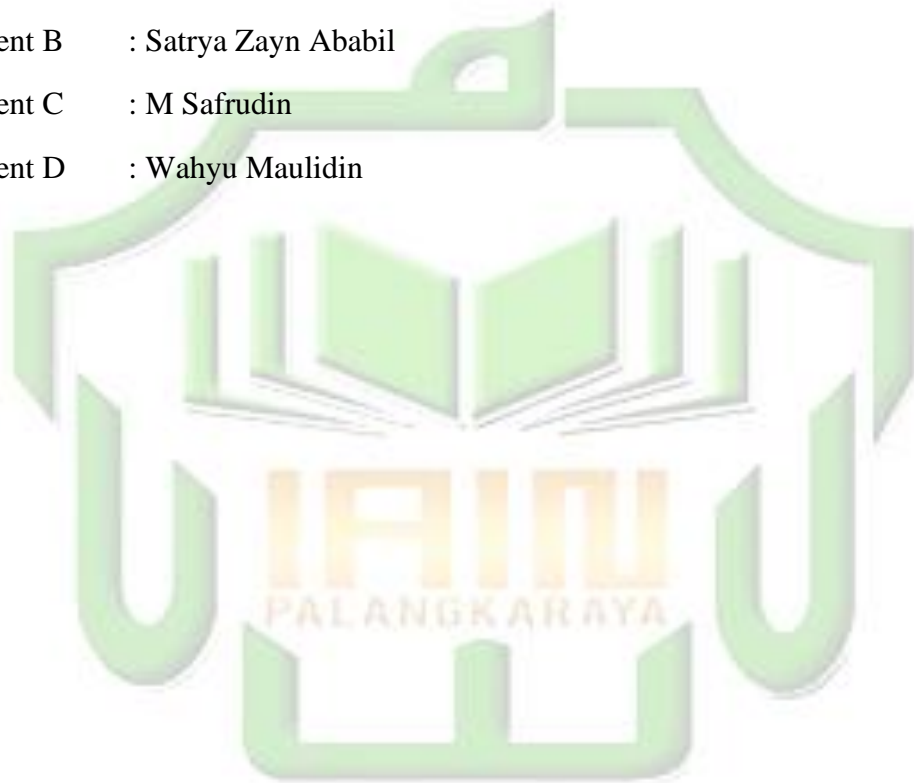 ent B : Satrya Zayn Ababil
ent C : M Safrudin
ent D : Wahyu Maulidin
IAIN
PALANGKARAYA